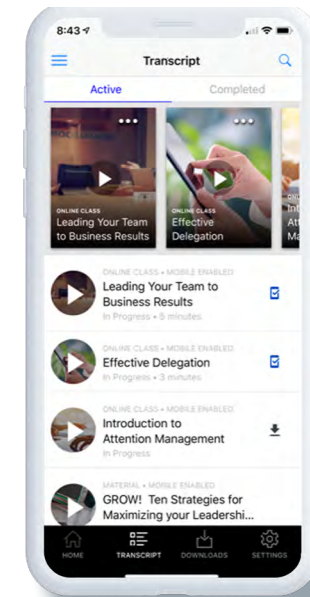 8:43
Transcript
Active
Completed
ONLINE CLASS
Leading Your Team
to Business Results
ONLINE CLASS
Effective
Delegation
Int
Att
Ma
ONLINE CLASS • MOBILE ENABLED
Leading Your Team to
Business Results
In Progress • 5 minutes
ONLINE CLASS • MOBILE ENABLED
Effective Delegation
In Progress • 3 minutes
ONLINE CLASS • MOBILE ENABLED
Introduction to
Attention Management
In Progress
MATERIAL • MOBILE ENABLED
GROW! Ten Strategies for
Maximizing your Leadershi...
HOME
TRANSCRIPT
DOWNLOADS
SETTINGS